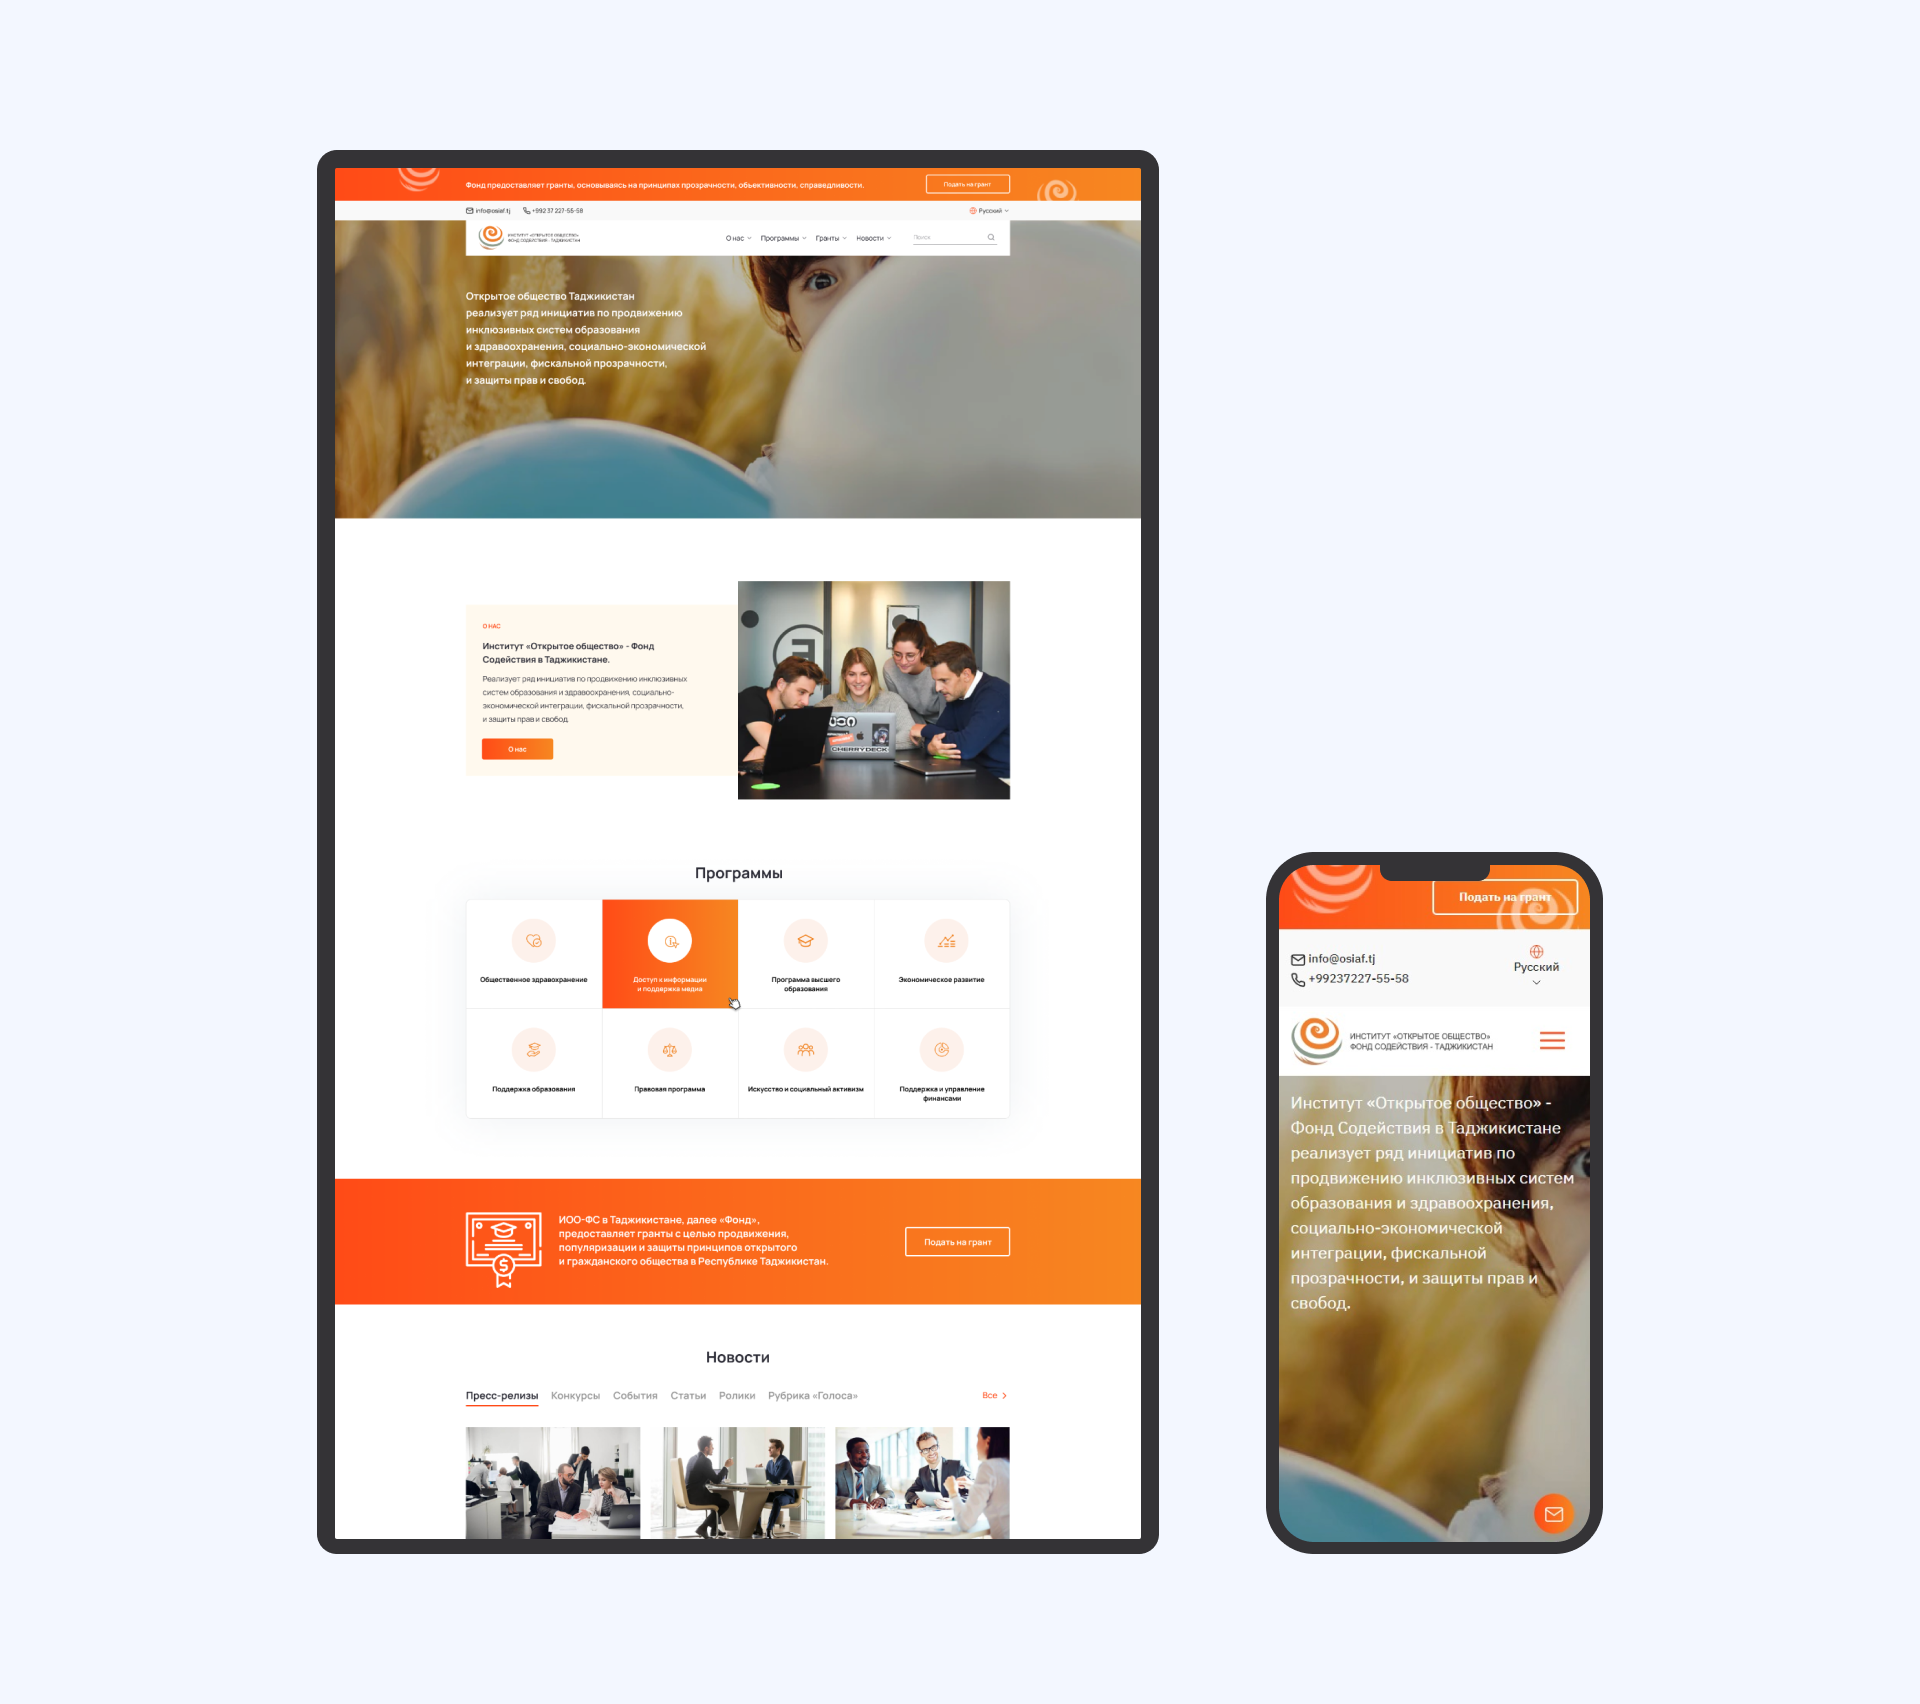 Фонд предоставляет гранты, основываясь на принципах прозрачности, объективности, справедливости.
Подать на грант
info@osiaf.tj
+992 37 227-55-58
Русский
ИНСТИТУТ «ОТКРЫТОЕ ОБЩЕСТВО»
ФОНД СОДЕЙСТВИЯ - ТАДЖИКИСТАН
О нас
Программы
Гранты
Новости
Поиск
Открытое общество Таджикистан
реализует ряд инициатив по продвижению
инклюзивных систем образования
и здравоохранения, социально-экономической
интеграции, фискальной прозрачности,
и защиты прав и свобод.
О НАС
Институт «Открытое общество» - Фонд
Содействия в Таджикистане.
Реализует ряд инициатив по продвижению инклюзивных
систем образования и здравоохранения, социально-
экономической интеграции, фискальной прозрачности,
и защиты прав и свобод.
О нас
CHERRYDECK
Программы
Общественное здравохранение
Доступ к информации
и поддержка медиа
Программа высшего
образования
Экономическое развитие
Поддержка образования
Правовая программа
Искусство и социальный активизм
Поддержка и управление
финансами
ИОО-ФС в Таджикистане, далее «Фонд»,
предоставляет гранты с целью продвижения,
популяризации и защиты принципов открытого
и гражданского общества в Республике Таджикистан.
Подать на грант
Новости
Пресс-релизы
Конкурсы
События
Статьи
Ролики
Рубрика «Голоса»
Все
Подать на грант
info@osiaf.tj
+99237227-55-58
Русский
ИНСТИТУТ «ОТКРЫТОЕ ОБЩЕСТВО»
ФОНД СОДЕЙСТВИЯ - ТАДЖИКИСТАН
Институт «Открытое общество» -
Фонд Содействия в Таджикистане
реализует ряд инициатив по
продвижению инклюзивных систем
образования и здравоохранения,
социально-экономической
интеграции, фискальной
прозрачности, и защиты прав и
свобод.